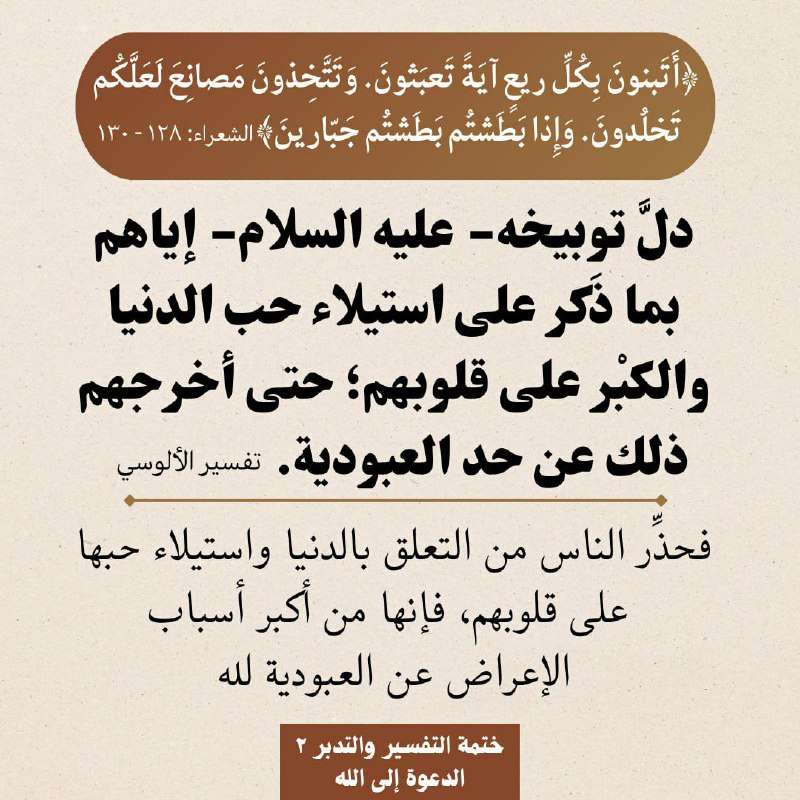 ﴿أَتَبنونَ بِكُلِّ ريعٍ آيَةً تَعبَثونَ. وَتَتَّخِذونَ مَصانِعَ لَعَلَّكُم
تَخلُدونَ. وَإِذا بَطَشتُم بَطَشتُم جَبّارينَ﴾ الشعراء: ١٢٨ - ١٣٠
دلَّ توبيخه- عليه السلام- إياهم
بما ذَكر على استيلاء حب الدنيا
والكبْر على قلوبهم؛ حتى أخرجهم
ذلك عن حد العبودية. تفسير الألوسي
فحذِّر الناس من التعلق بالدنيا واستيلاء حبها
على قلوبهم، فإنها من أكبر أسباب
الإعراض عن العبودية لله
ختمة التفسير والتدبر ٢
الدعوة إلى الله